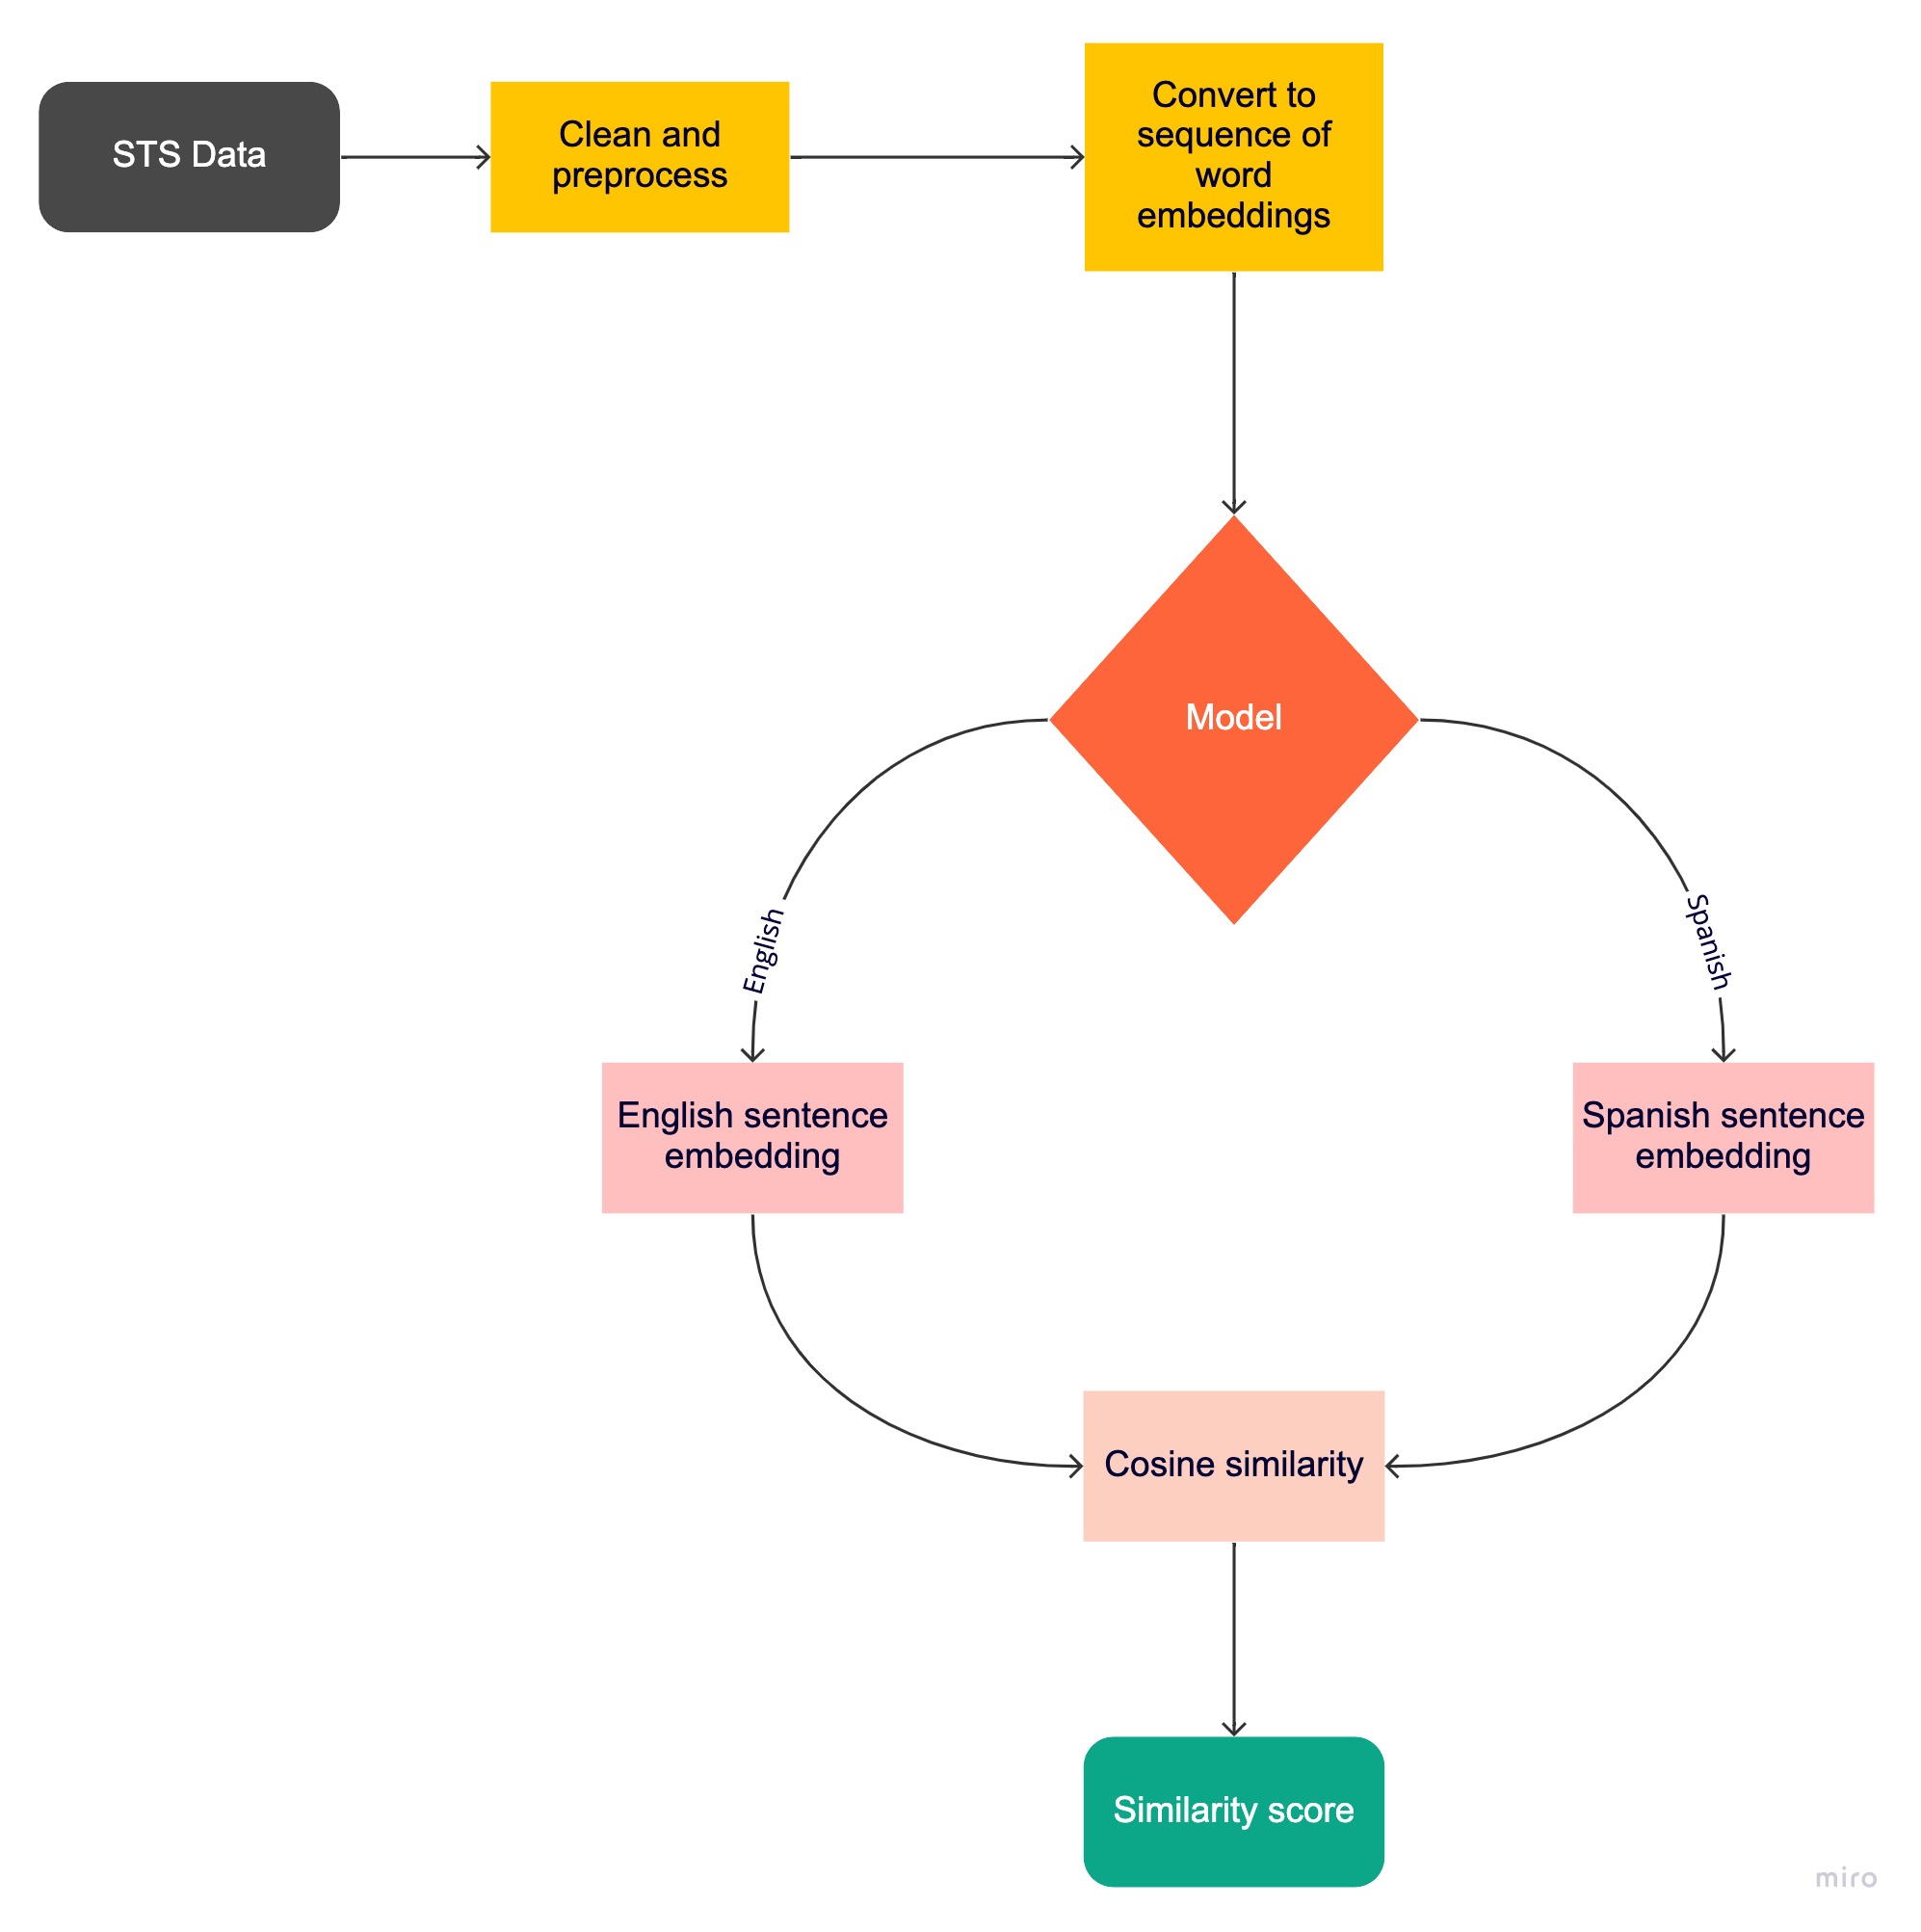 STS Data
Clean and
preprocess
Convert to
sequence of
word
embeddings
Model
English
Spanish
English sentence
embedding
Spanish sentence
embedding
Cosine similarity
Similarity score
miro